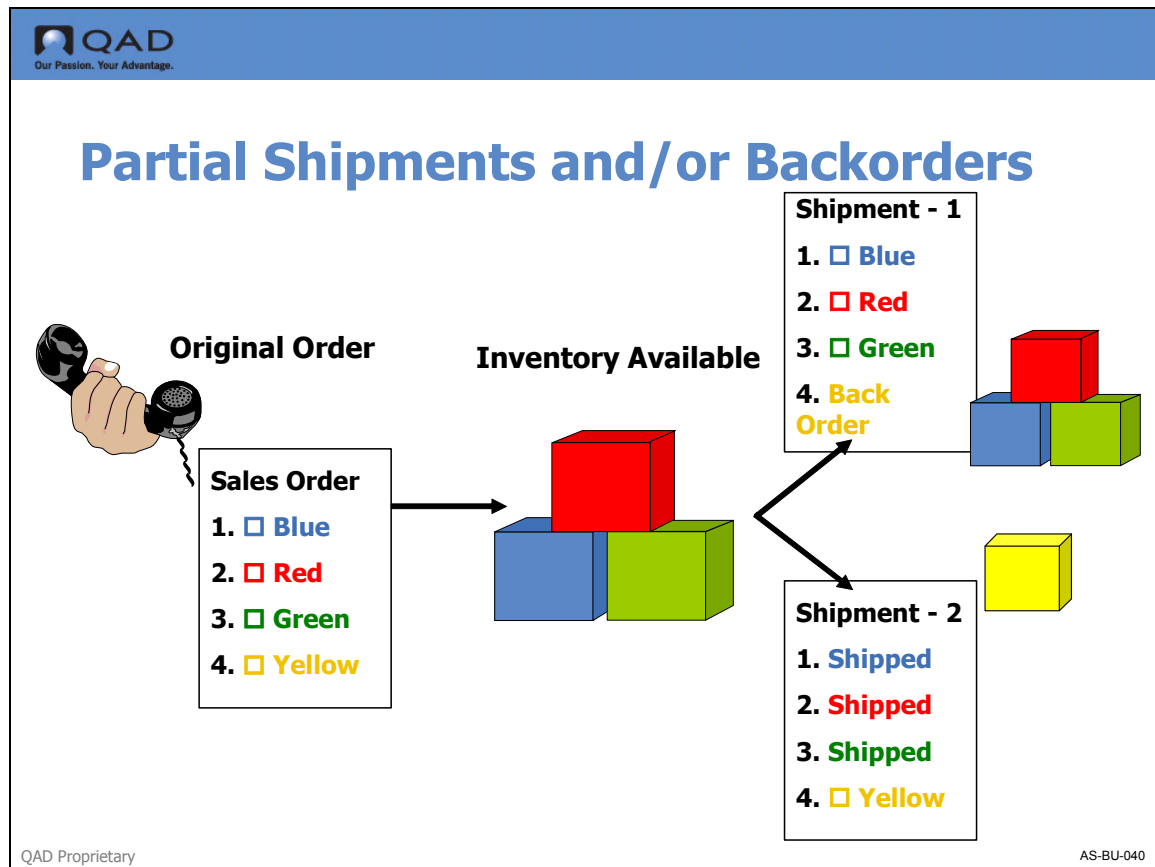 QAD
Our Passion. Your Advantage.
Partial Shipments and/or Backorders
Original Order
Sales Order
1. ☐ Blue
2. ☐ Red
3. ☐ Green
4. ☐ Yellow
Inventory Available
Shipment - 1
1. ☐ Blue
2. ☐ Red
3. ☐ Green
4. Back
Order
Shipment - 2
1. Shipped
2. Shipped
3. Shipped
4. ☐ Yellow
QAD Proprietary
AS-BU-040